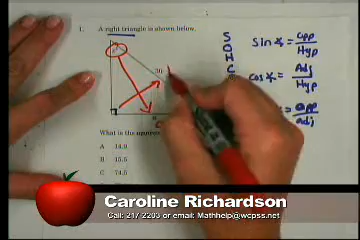 1. A right triangle is shown below.
30
What is the approx
A 14.9
B 15.6
C 74.0
S
O
H
C
Sin x = opp
Hyp
cos x = Adj
Hyp
= opp
adj
Caroline Richardson
Call: 217-2203 or email: Mathhelp@wcpss.net